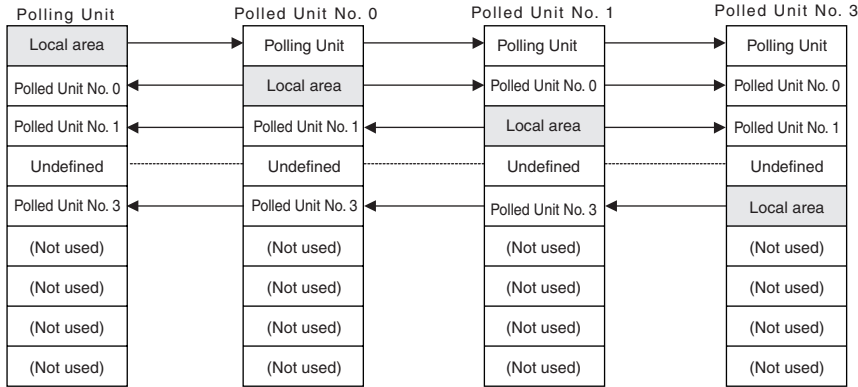 Polling Unit Polled Unit No. 0 Polled Unit No. 1 Polled Unit No. 3
Local area Polling Unit Polling Unit Polling Unit
Polled Unit No. 0 Local area Polled Unit No. 0 Polled Unit No. 0
Polled Unit No. 1 Polled Unit No. 1 Local area Polled Unit No. 1
Undefined Undefined Undefined Undefined
Polled Unit No. 3 Polled Unit No. 3 Polled Unit No. 3 Local area
(Not used) (Not used) (Not used) (Not used)
(Not used) (Not used) (Not used) (Not used)
(Not used) (Not used) (Not used) (Not used)
(Not used) (Not used) (Not used) (Not used)